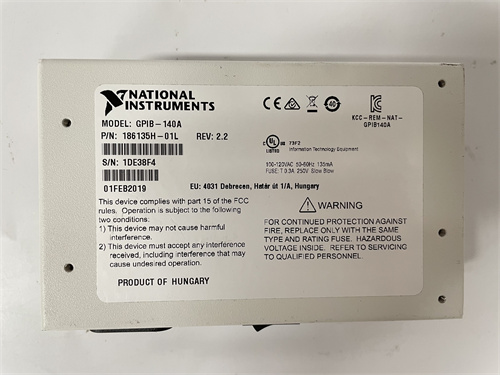 NATIONAL
INSTRUMENTS
MODEL: GPIB-140A
P/N: 186135H-01L REV: 2.2
S/N: 1DE38F4
01FEB2019
CE 40
KCC-REM-NAT-
GPIB140A
UL LISTED 73F2
Information Technology Equipment
100-120VAC 50-60Hz 135mA
FUSE: T 0.3A 250V Slow Blow
EU: 4031 Debrecen, Határ út 1/A, Hungary
This device complies with part 15 of the FCC
rules. Operation is subject to the following
two conditions:
1) This device may not cause harmful
interference.
2) This device must accept any interference
received, including interference that may
cause undesired operation.
PRODUCT OF HUNGARY
WARNING
FOR CONTINUED PROTECTION AGAINST
FIRE, REPLACE ONLY WITH THE SAME
TYPE AND RATING FUSE. HAZARDOUS
VOLTAGE INSIDE. REFER TO SERVICING
TO QUALIFIED PERSONNEL.